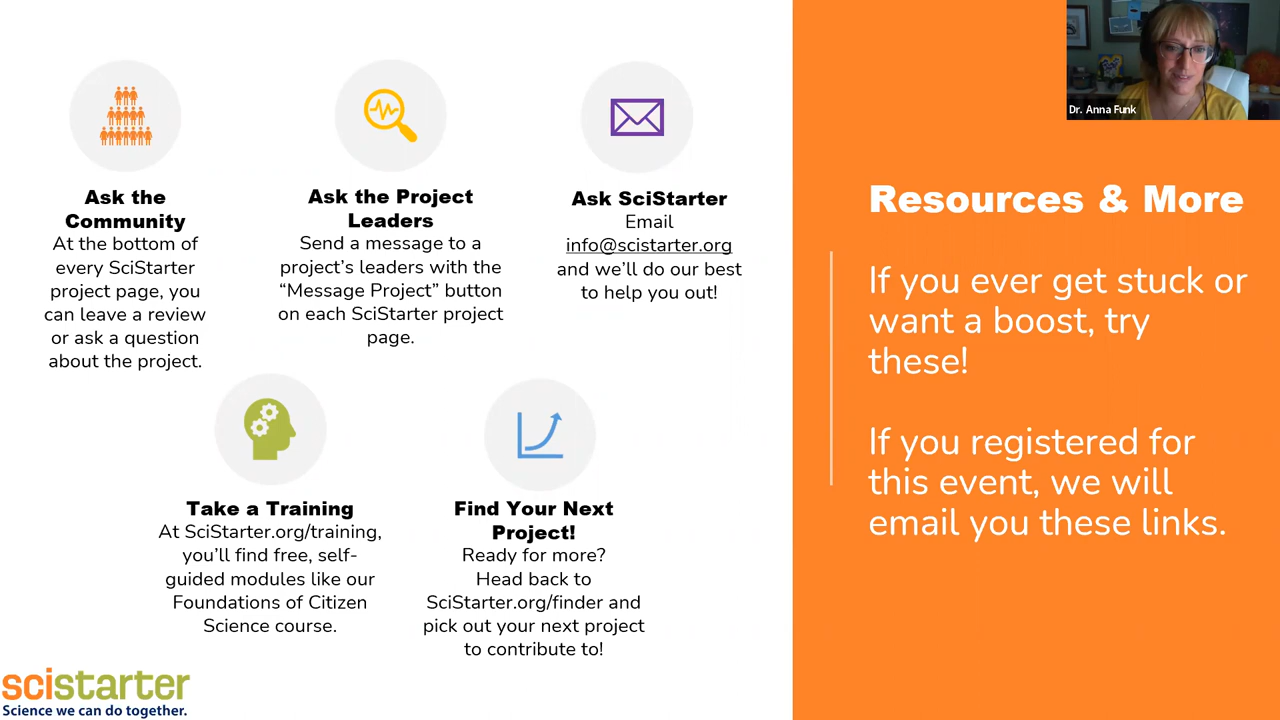 Dr. Anna Funk
Ask the
Community
At the bottom of
every SciStarter
project page, you
can leave a review
or ask a question
about the project.
Ask the Project
Leaders
Send a message to a
project’s leaders with the
“Message Project” button
on each SciStarter project
page.
Ask SciStarter
Email
info@scistarter.org
and we’ll do our best
to help you out!
Take a Training
At SciStarter.org/training,
you’ll find free, self-
guided modules like our
Foundations of Citizen
Science course.
Find Your Next
Project!
Ready for more?
Head back to
SciStarter.org/finder and
pick out your next project
to contribute to!
Resources & More
If you ever get stuck or
want a boost, try
these!
If you registered for
this event, we will
email you these links.
scistarter
Science we can do together.